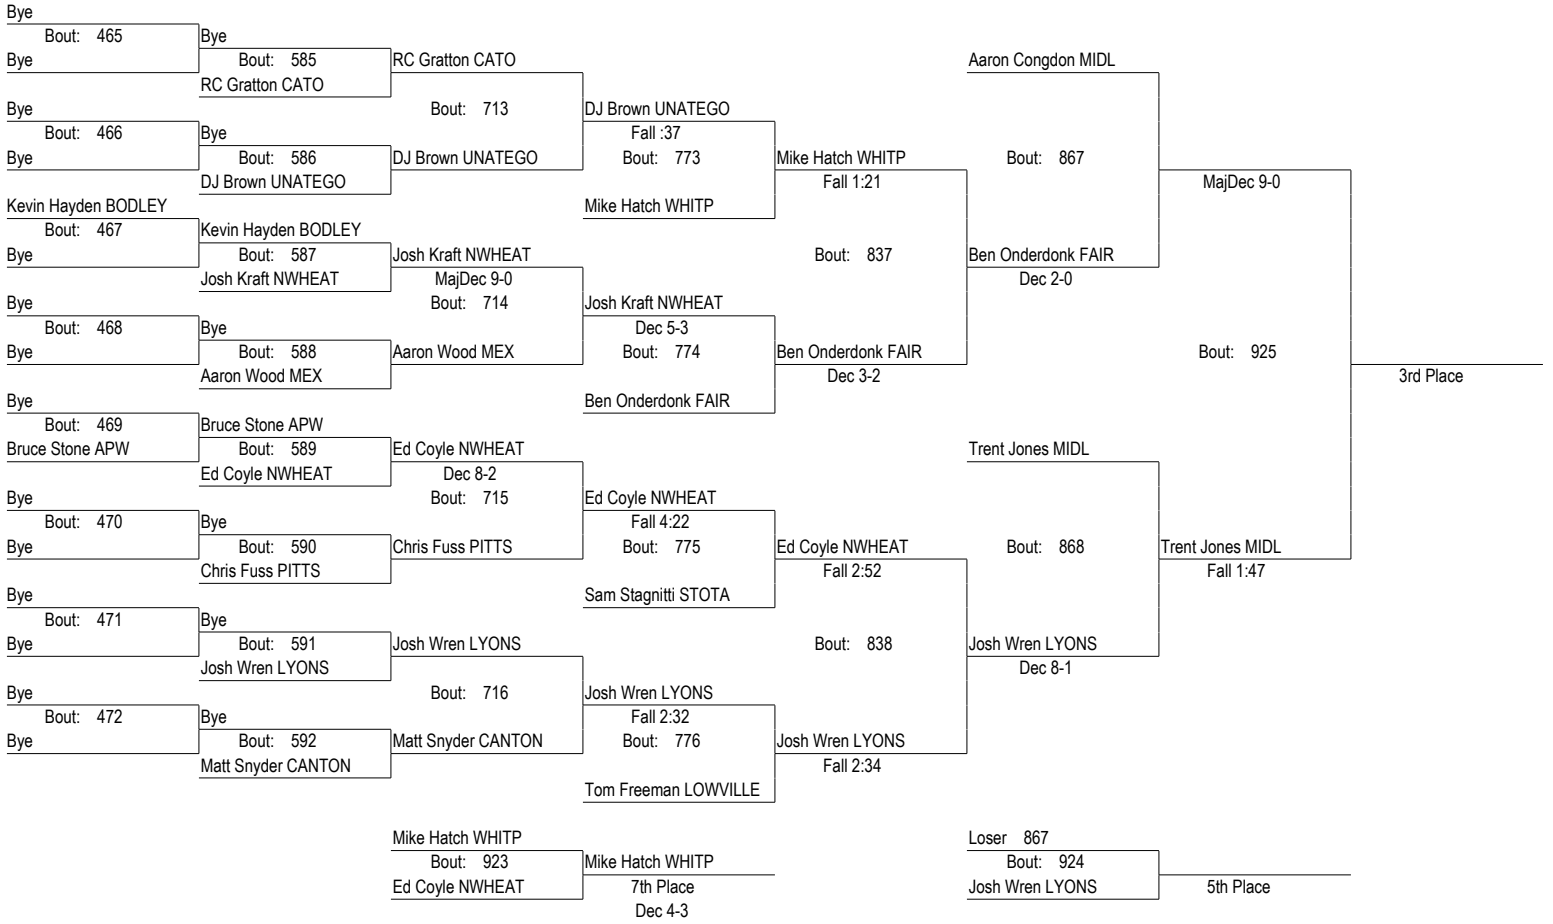 Bye
Bout: 465
Bye
Bye
Bout: 585
RC Gratton CATO
RC Gratton CATO
Aaron Congdon MIDL
Bye
Bout: 466
Bye
Bye
Bout: 586
DJ Brown UNATEGO
Bout: 713
DJ Brown UNATEGO
DJ Brown UNATEGO
Fall :37
Bout: 773
Mike Hatch WHITP
Mike Hatch WHITP
Fall 1:21
Bout: 867
MajDec 9-0
Kevin Hayden BODLEY
Bout: 467
Bye
Kevin Hayden BODLEY
Bout: 587
Josh Kraft NWHEAT
Josh Kraft NWHEAT
MajDec 9-0
Bout: 714
Bout: 837
Ben Onderdonk FAIR
Dec 2-0
Bye
Bout: 468
Bye
Bye
Bout: 588
Aaron Wood MEX
Aaron Wood MEX
Josh Kraft NWHEAT
Dec 5-3
Bout: 774
Ben Onderdonk FAIR
Ben Onderdonk FAIR
Dec 3-2
Bout: 925
3rd Place
Bye
Bout: 469
Bruce Stone APW
Bruce Stone APW
Bout: 589
Ed Coyle NWHEAT
Ed Coyle NWHEAT
Dec 8-2
Bout: 715
Trent Jones MIDL
Bye
Bout: 470
Bye
Bye
Bout: 590
Chris Fuss PITTS
Chris Fuss PITTS
Ed Coyle NWHEAT
Fall 4:22
Bout: 775
Sam Stagnitti STOTA
Ed Coyle NWHEAT
Fall 2:52
Bout: 868
Trent Jones MIDL
Fall 1:47
Bye
Bout: 471
Bye
Bye
Bout: 591
Josh Wren LYONS
Josh Wren LYONS
Bout: 716
Bout: 838
Josh Wren LYONS
Dec 8-1
Bye
Bout: 472
Bye
Bye
Bout: 592
Matt Snyder CANTON
Matt Snyder CANTON
Josh Wren LYONS
Fall 2:32
Bout: 776
Tom Freeman LOWVILLE
Josh Wren LYONS
Fall 2:34
Mike Hatch WHITP
Bout: 923
Ed Coyle NWHEAT
Mike Hatch WHITP
7th Place
Dec 4-3
Loser 867
Bout: 924
Josh Wren LYONS
5th Place